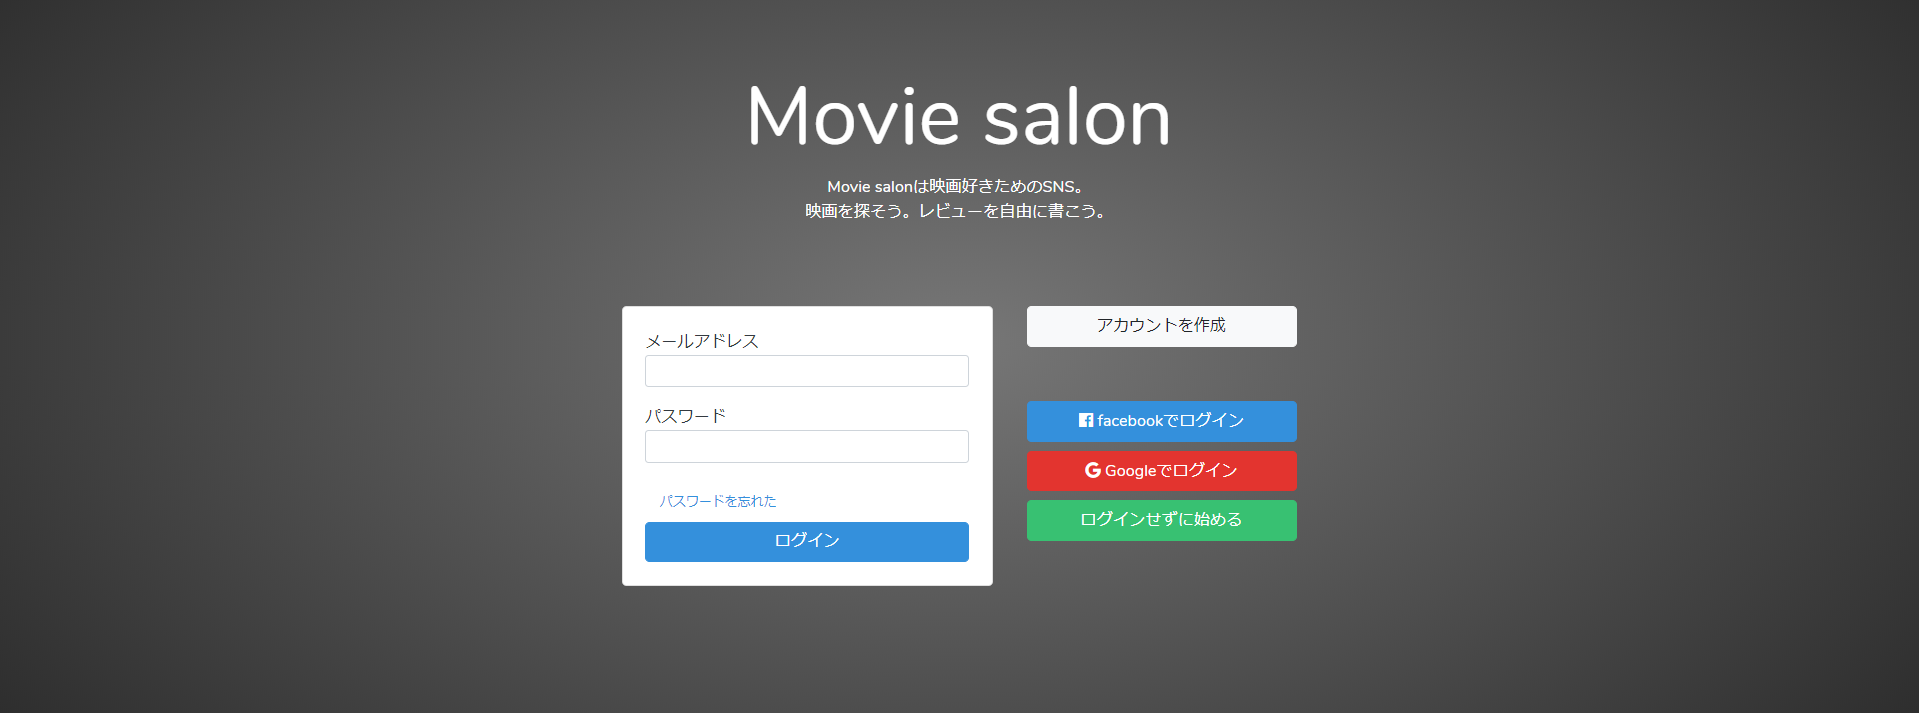 Movie salon
Movie salonは映画好きためのSNS。
映画を探そう。レビューを自由に書こう。
メールアドレス
パスワード
パスワードを忘れた
ログイン
アカウントを作成
facebookでログイン
Googleでログイン
ログインせずに始める